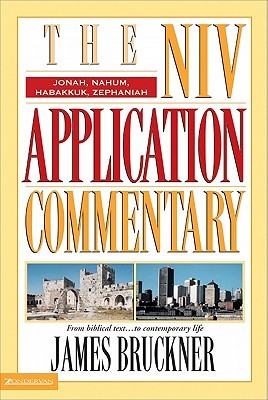 THE NIV
JONAH, NAHUM,
HABAKKUK, ZEPHANIAH
APPLICATION
COMMENTARY
From biblical text...to contemporary life
JAMES BRUCKNER
ZONDERVAN